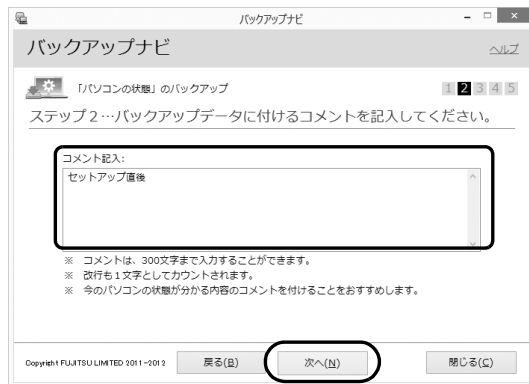 バックアップナビ
バックアップナビ
ヘルプ
「パソコンの状態」のバックアップ
1 2 3 4 5
ステップ2…バックアップデータに付けるコメントを記入してください。
コメント記入:
セットアップ直後
※ コメントは、300文字まで入力することができます。
※ 改行も1文字としてカウントされます。
※ 今のパソコンの状態が分かる内容のコメントを付けることをおすすめします。
Copyright FUJITSU LIMITED 2011-2012
戻る(B)
次へ(N)
閉じる(C)